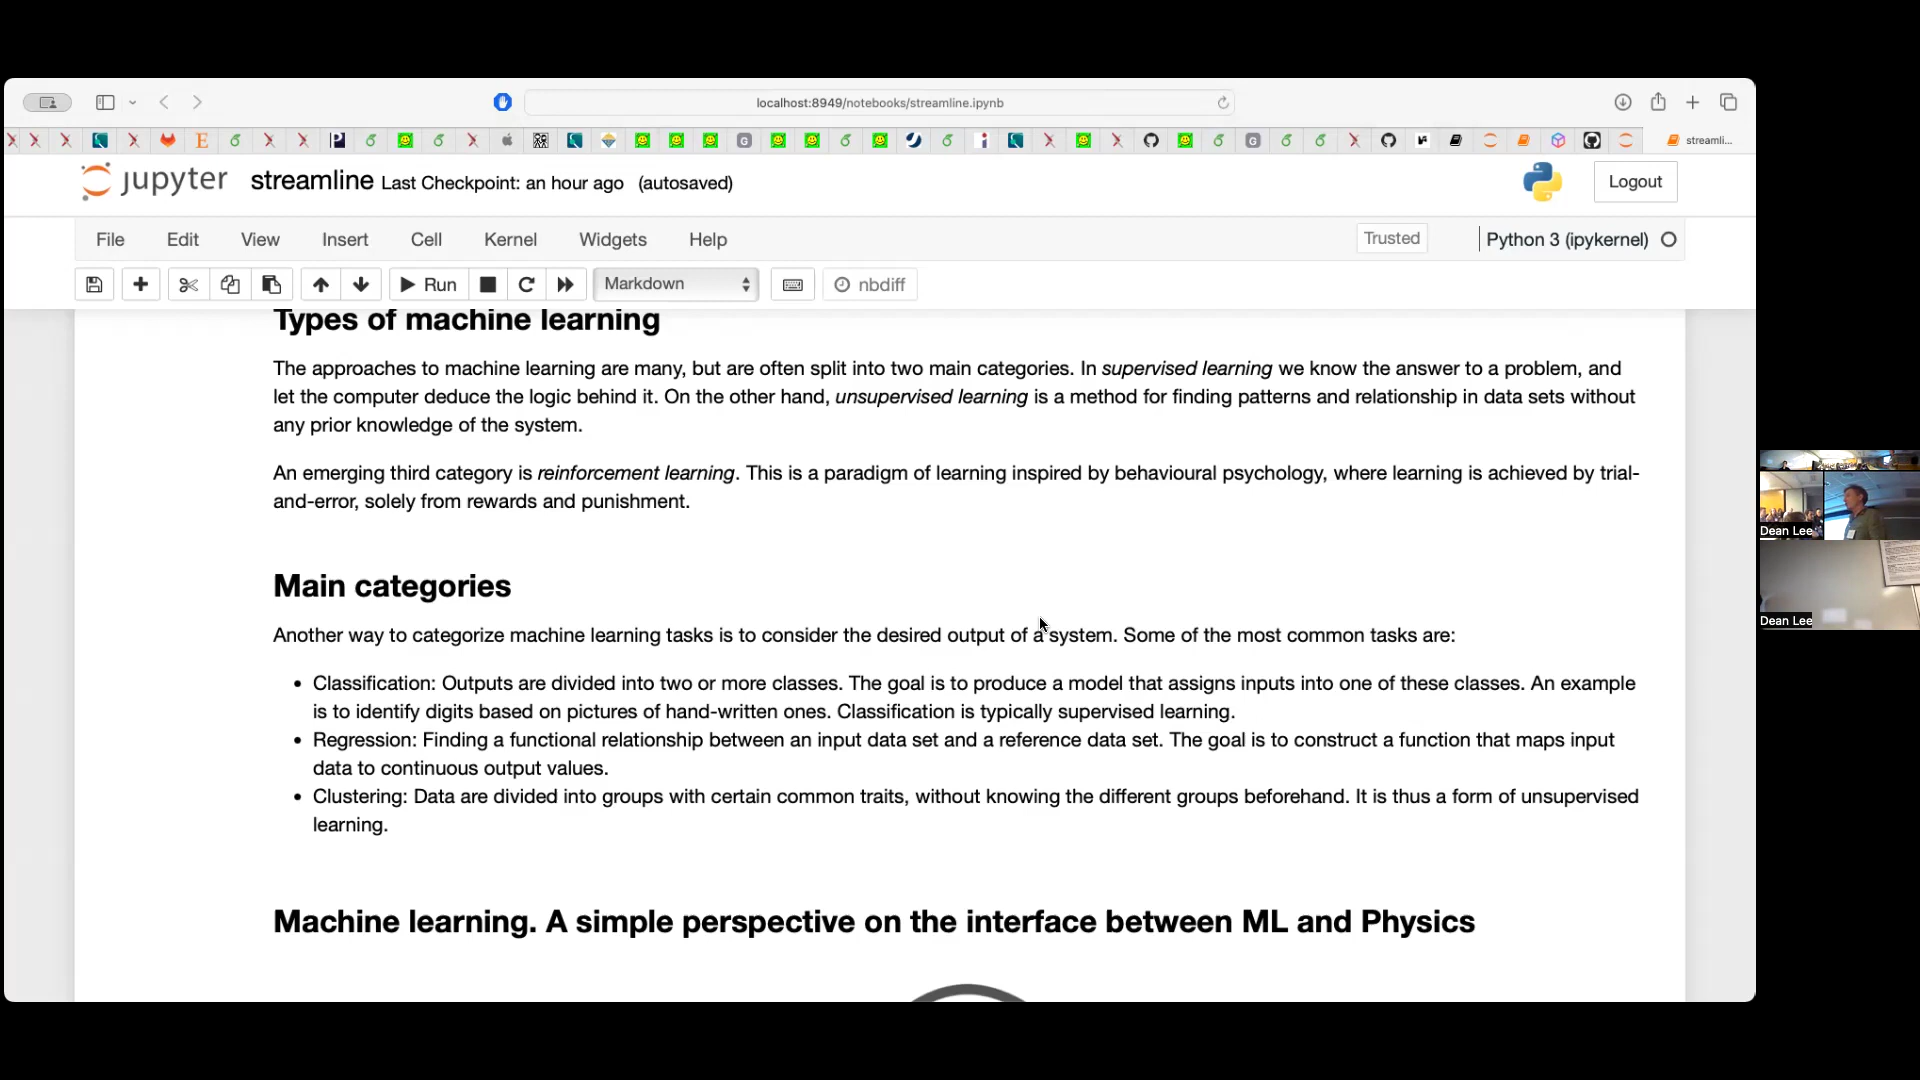 localhost:8949/notebooks/streamline.ipynb
streamli...
jupyter streamline Last Checkpoint: an hour ago (autosaved)
Logout
File Edit View Insert Cell Kernel Widgets Help
Trusted
Python 3 (ipykernel)
Run
Markdown
nbdiff
Types of machine learning
The approaches to machine learning are many, but are often split into two main categories. In supervised learning we know the answer to a problem, and
let the computer deduce the logic behind it. On the other hand, unsupervised learning is a method for finding patterns and relationship in data sets without
any prior knowledge of the system.
An emerging third category is reinforcement learning. This is a paradigm of learning inspired by behavioural psychology, where learning is achieved by trial-
and-error, solely from rewards and punishment.
Main categories
Another way to categorize machine learning tasks is to consider the desired output of a system. Some of the most common tasks are:
• Classification: Outputs are divided into two or more classes. The goal is to produce a model that assigns inputs into one of these classes. An example
is to identify digits based on pictures of hand-written ones. Classification is typically supervised learning.
• Regression: Finding a functional relationship between an input data set and a reference data set. The goal is to construct a function that maps input
data to continuous output values.
• Clustering: Data are divided into groups with certain common traits, without knowing the different groups beforehand. It is thus a form of unsupervised
learning.
Machine learning. A simple perspective on the interface between ML and Physics
Dean Lee
Dean Lee